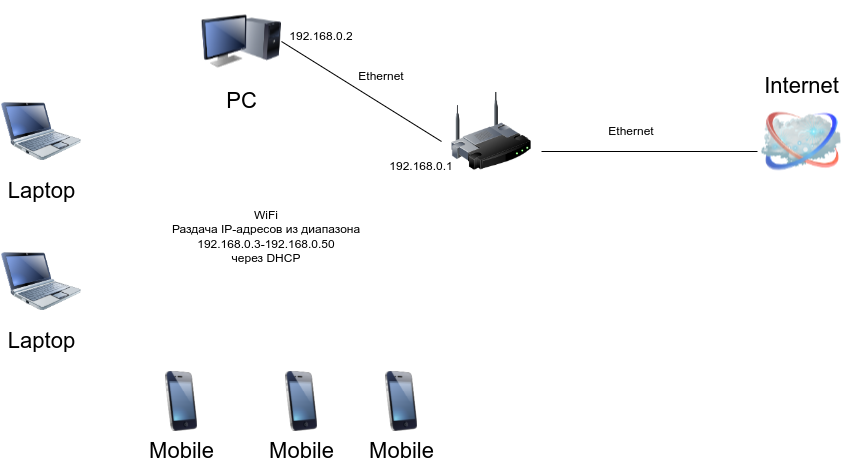 192.168.0.2
Ethernet
Internet
PC
Ethernet
192.168.0.1
Laptop
WiFi
Раздача IP-адресов из диапазона
192.168.0.3-192.168.0.50
через DHCP
Laptop
Mobile
Mobile
Mobile